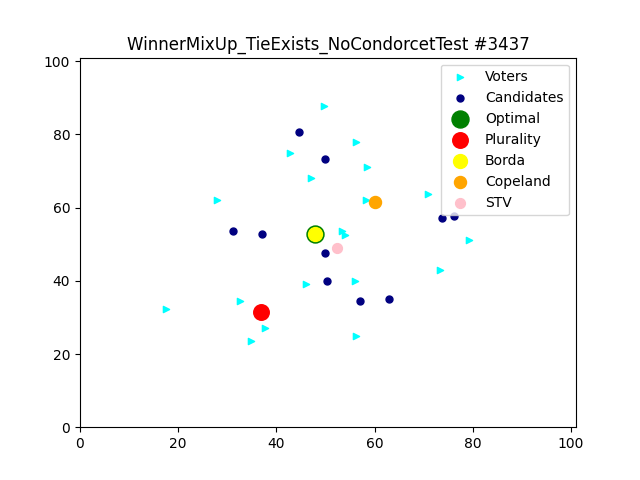 WinnerMixUp_TieExists_NoCondorcetTest #3437
Voters
Candidates
Optimal
Plurality
Borda
Copeland
STV
100
80
60
40
20
0
0 20 40 60 80 100